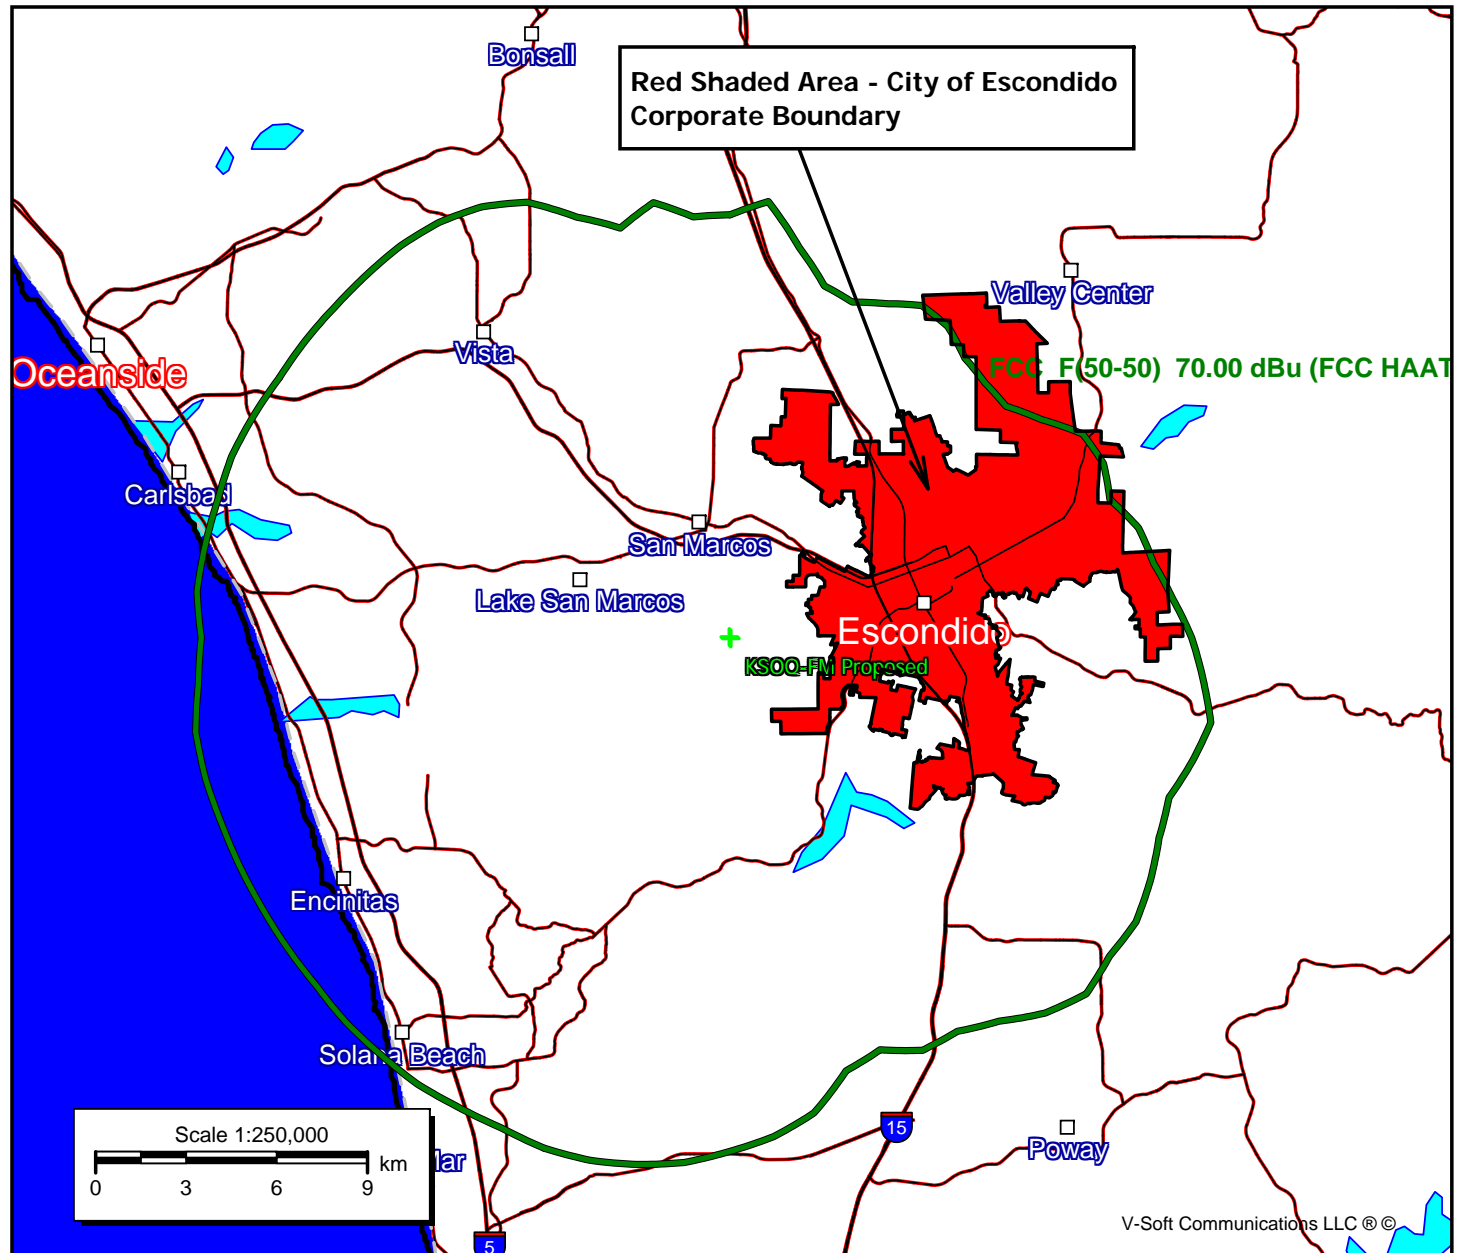 Bonsall
Red Shaded Area - City of Escondido
Corporate Boundary
Valley Center
Vista
FCC F(50-50) 70.00 dBu (FCC HAAT
Oceanside
Carlsbad
San Marcos
Lake San Marcos
Escondido
KSOQ-FM Proposed
Encinitas
Solana Beach
Scale 1:250,000
km
0 3 6 9
15
Poway
5
V-Soft Communications LLC ® ©